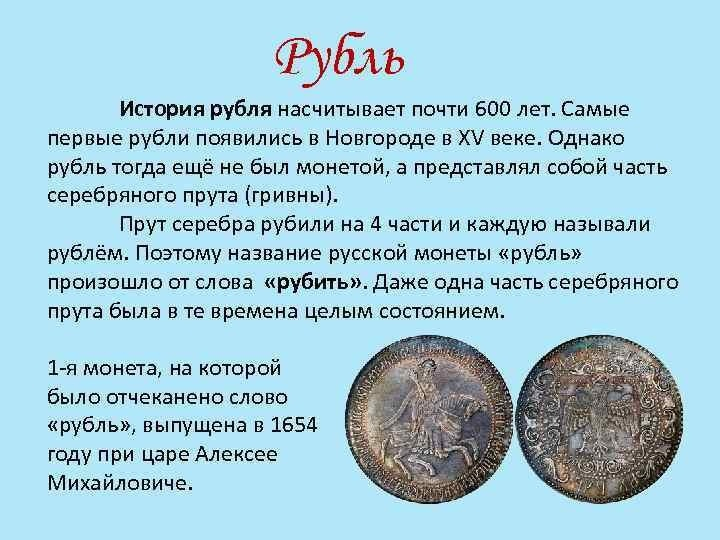 Рубль
История рубля насчитывает почти 600 лет. Самые
первые рубли появились в Новгороде в XV веке. Однако
рубль тогда ещё не был монетой, а представлял собой часть
серебряного прута (гривны).
Прут серебра рубили на 4 части и каждую называли
рублём. Поэтому название русской монеты «рубль»
произошло от слова «рубить». Даже одна часть серебряного
прута была в те времена целым состоянием.
1-я монета, на которой
было отчеканено слово
«рубль», выпущена в 1654
году при царе Алексее
Михайловиче.